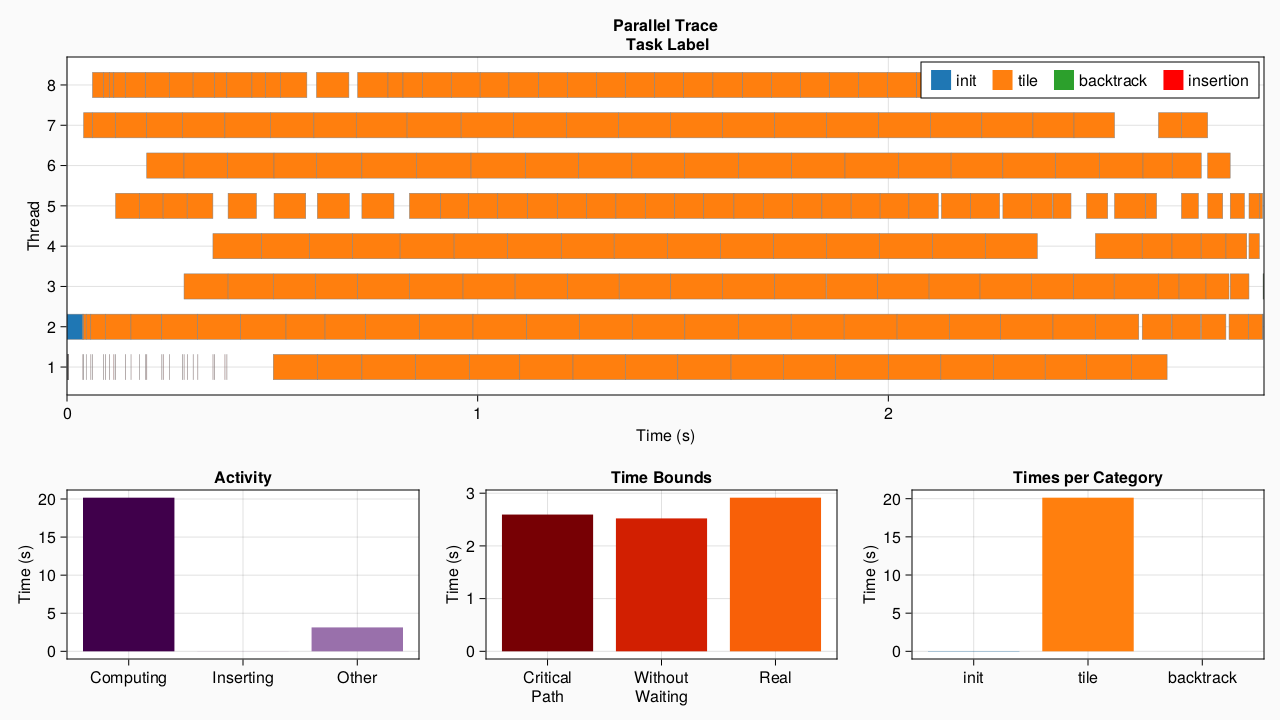 Parallel Trace
Task Label
init tile backtrack insertion
8
7
6
5
4
3
2
1
Thread
0 1 2
Time (s)
Activity
20
15
10
5
0
Time (s)
Computing Inserting Other
Time Bounds
3
2
1
0
Time (s)
Critical Path
Without Waiting
Real
Times per Category
20
15
10
5
0
Time (s)
init tile backtrack